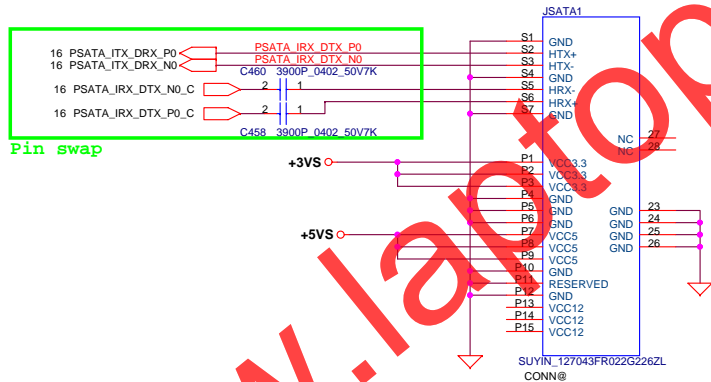 JSATA1
16 PSATA_ITX_DRX_P0
16 PSATA_ITX_DRX_N0
PSATA_IRX_DTX_P0
PSATA_IRX_DTX_N0
C460 3900P_0402_50V7K
16 PSATA_IRX_DTX_N0_C 2 1
16 PSATA_IRX_DTX_P0_C 2 1
C458 3900P_0402_50V7K
Pin swap
S1 GND
S2 HTX+
S3 HTX-
S4 GND
S5 HRX-
S6 HRX+
S7 GND
NC 27
NC 28
+3VS
P1 VCC3.3
P2 VCC3.3
P3 VCC3.3
P4 GND
P5 GND
P6 GND
+5VS
P7 VCC5
P8 VCC5
P9 VCC5
P10 GND
P11 RESERVED
P12 GND
P13 VCC12
P14 VCC12
P15 VCC12
GND 23
GND 24
GND 25
GND 26
SUYIN_127043FR022G226ZL
CONN@
w.laptop